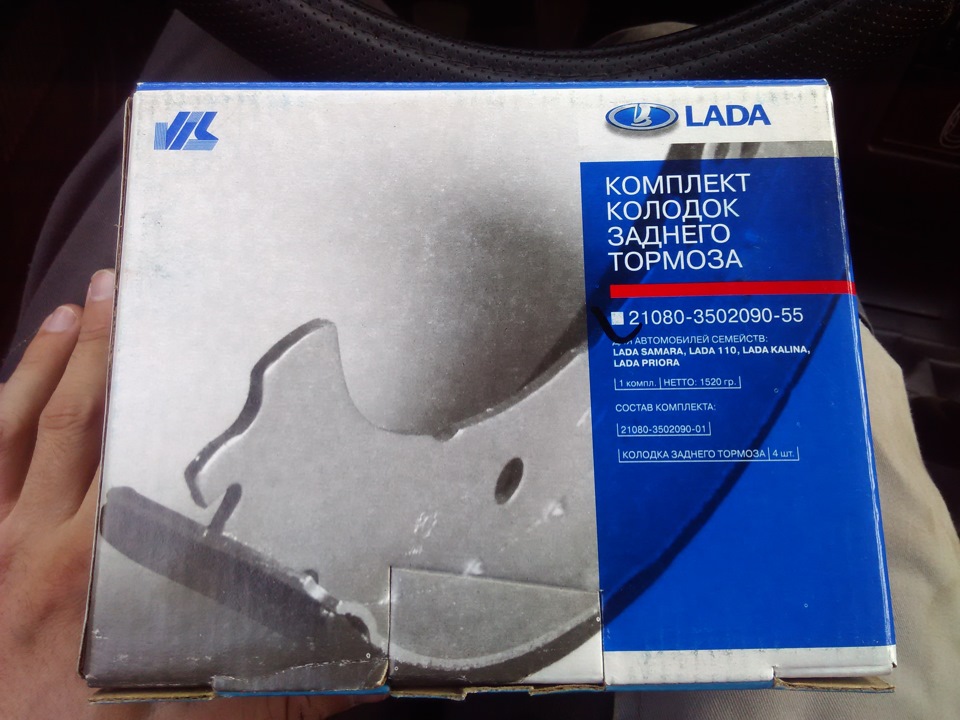 LADA
КОМПЛЕКТ
КОЛОДОК
ЗАДНЕГО
ТОРМОЗА
21080-3502090-55
АВТОМОБИЛЕЙ СЕМЕЙСТВ:
LADA SAMARA, LADA 110, LADA KALINA,
LADA PRIORA
1 компл. НЕТТО: 1520 гр.
СОСТАВ КОМПЛЕКТА:
21080-3502090-01
КОЛОДКА ЗАДНЕГО ТОРМОЗА 4 шт.